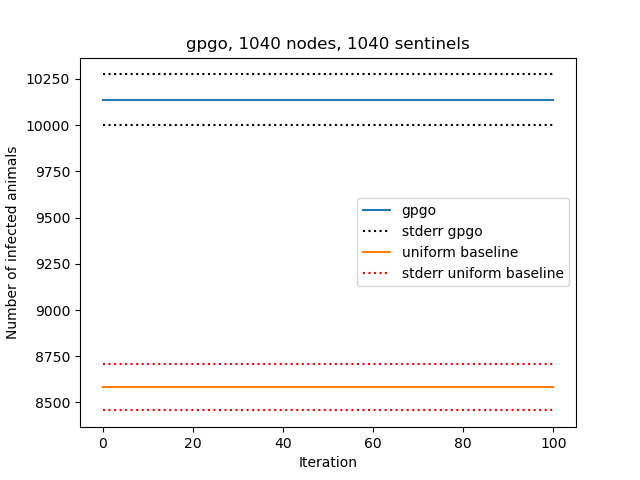 gpgo, 1040 nodes, 1040 sentinels
10250
10000
9750
9500
9250
9000
8750
8500
Number of infected animals
gpgo
stderr gpgo
uniform baseline
stderr uniform baseline
0 20 40 60 80 100
Iteration